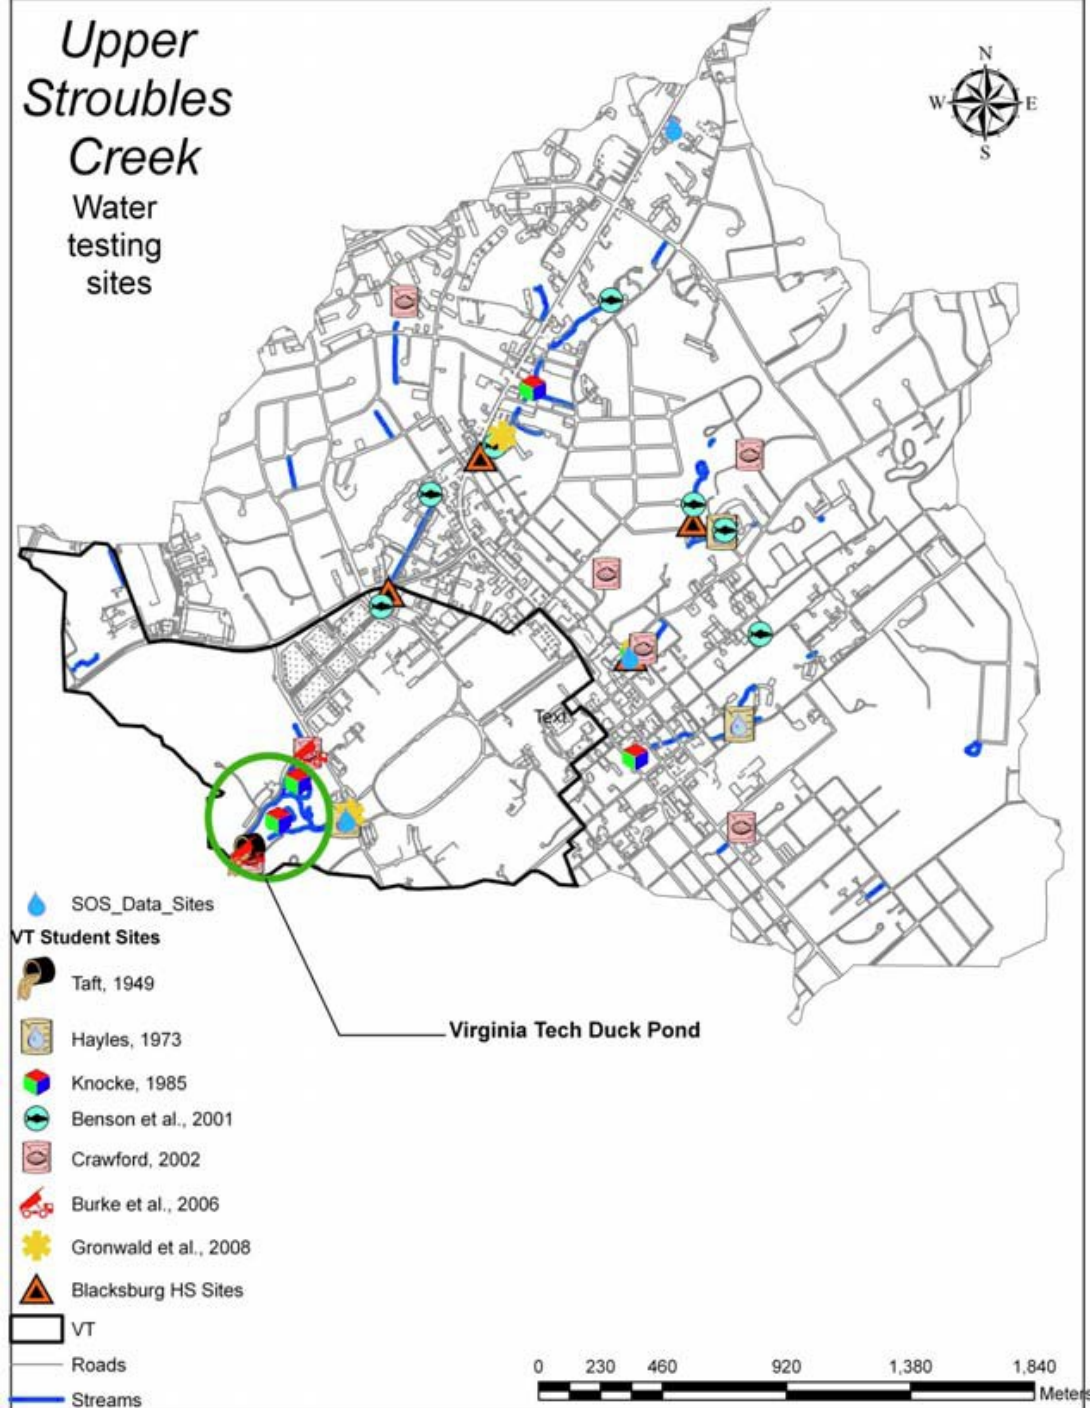 Upper
Stroubles
Creek
Water
testing
sites
N
W E
S
Text
SOS_Data_Sites
VT Student Sites
Taft, 1949
Hayles, 1973
Knocke, 1985
Benson et al., 2001
Crawford, 2002
Burke et al., 2006
Gronwald et al., 2008
Blacksburg HS Sites
VT
Roads
Streams
Virginia Tech Duck Pond
0 230 460 920 1,380 1,840
Meters